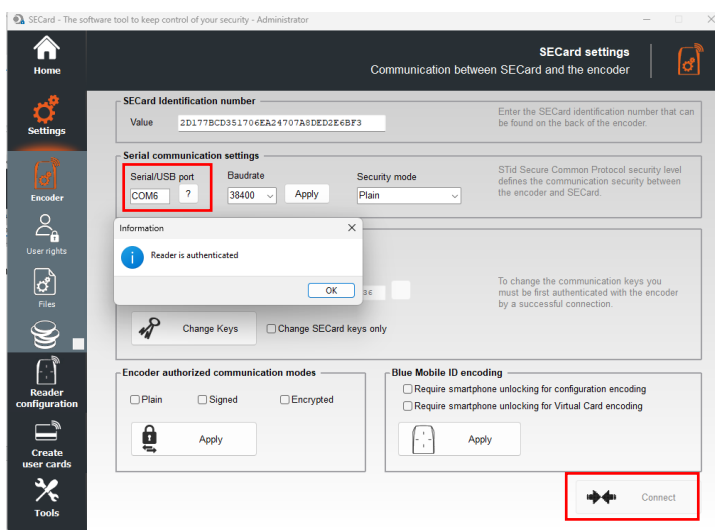 SECard - The software tool to keep control of your security - Administrator
Home
SECard settings
Communication between SECard and the encoder
Settings
Encoder
User rights
Files
Reader
configuration
Create
user cards
Tools
SECard Identification number
Value 2D177BCD351706EA24707A8DED2E6BF3
Enter the SECard identification number that can
be found on the back of the encoder.
Serial communication settings
Serial/USB port Baudrate Security mode
COM6 ? 38400 Apply Plain
STid Secure Common Protocol security level
defines the communication security between
the encoder and SECard.
Information
Reader is authenticated
OK
To change the communication keys you
must be first authenticated with the encoder
by a successful connection.
Change Keys Change SECard keys only
Encoder authorized communication modes
Plain Signed Encrypted
Apply
Blue Mobile ID encoding
Require smartphone unlocking for configuration encoding
Require smartphone unlocking for Virtual Card encoding
Apply
Connect